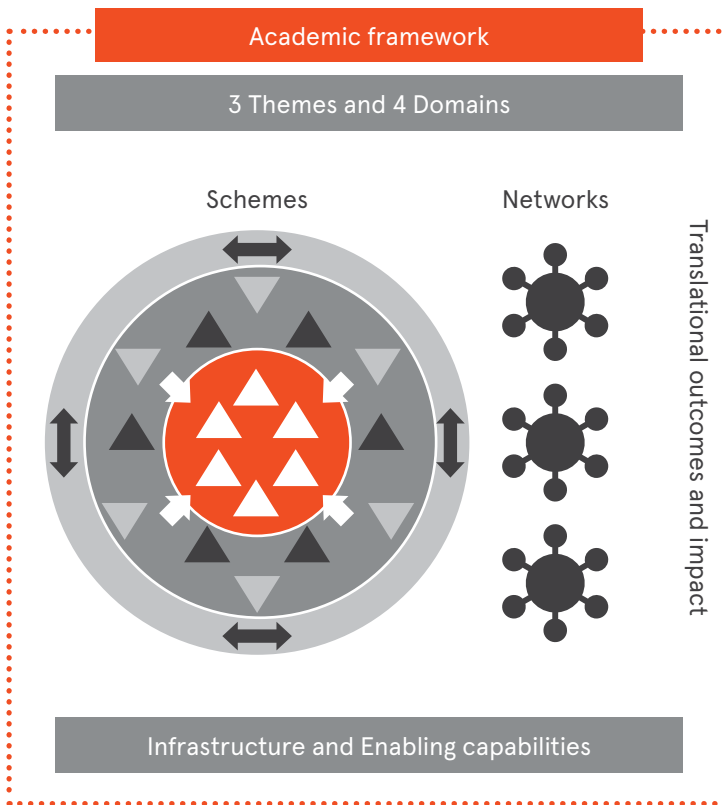 Academic framework
3 Themes and 4 Domains
Schemes
Networks
Translational outcomes and impact
Infrastructure and Enabling capabilities